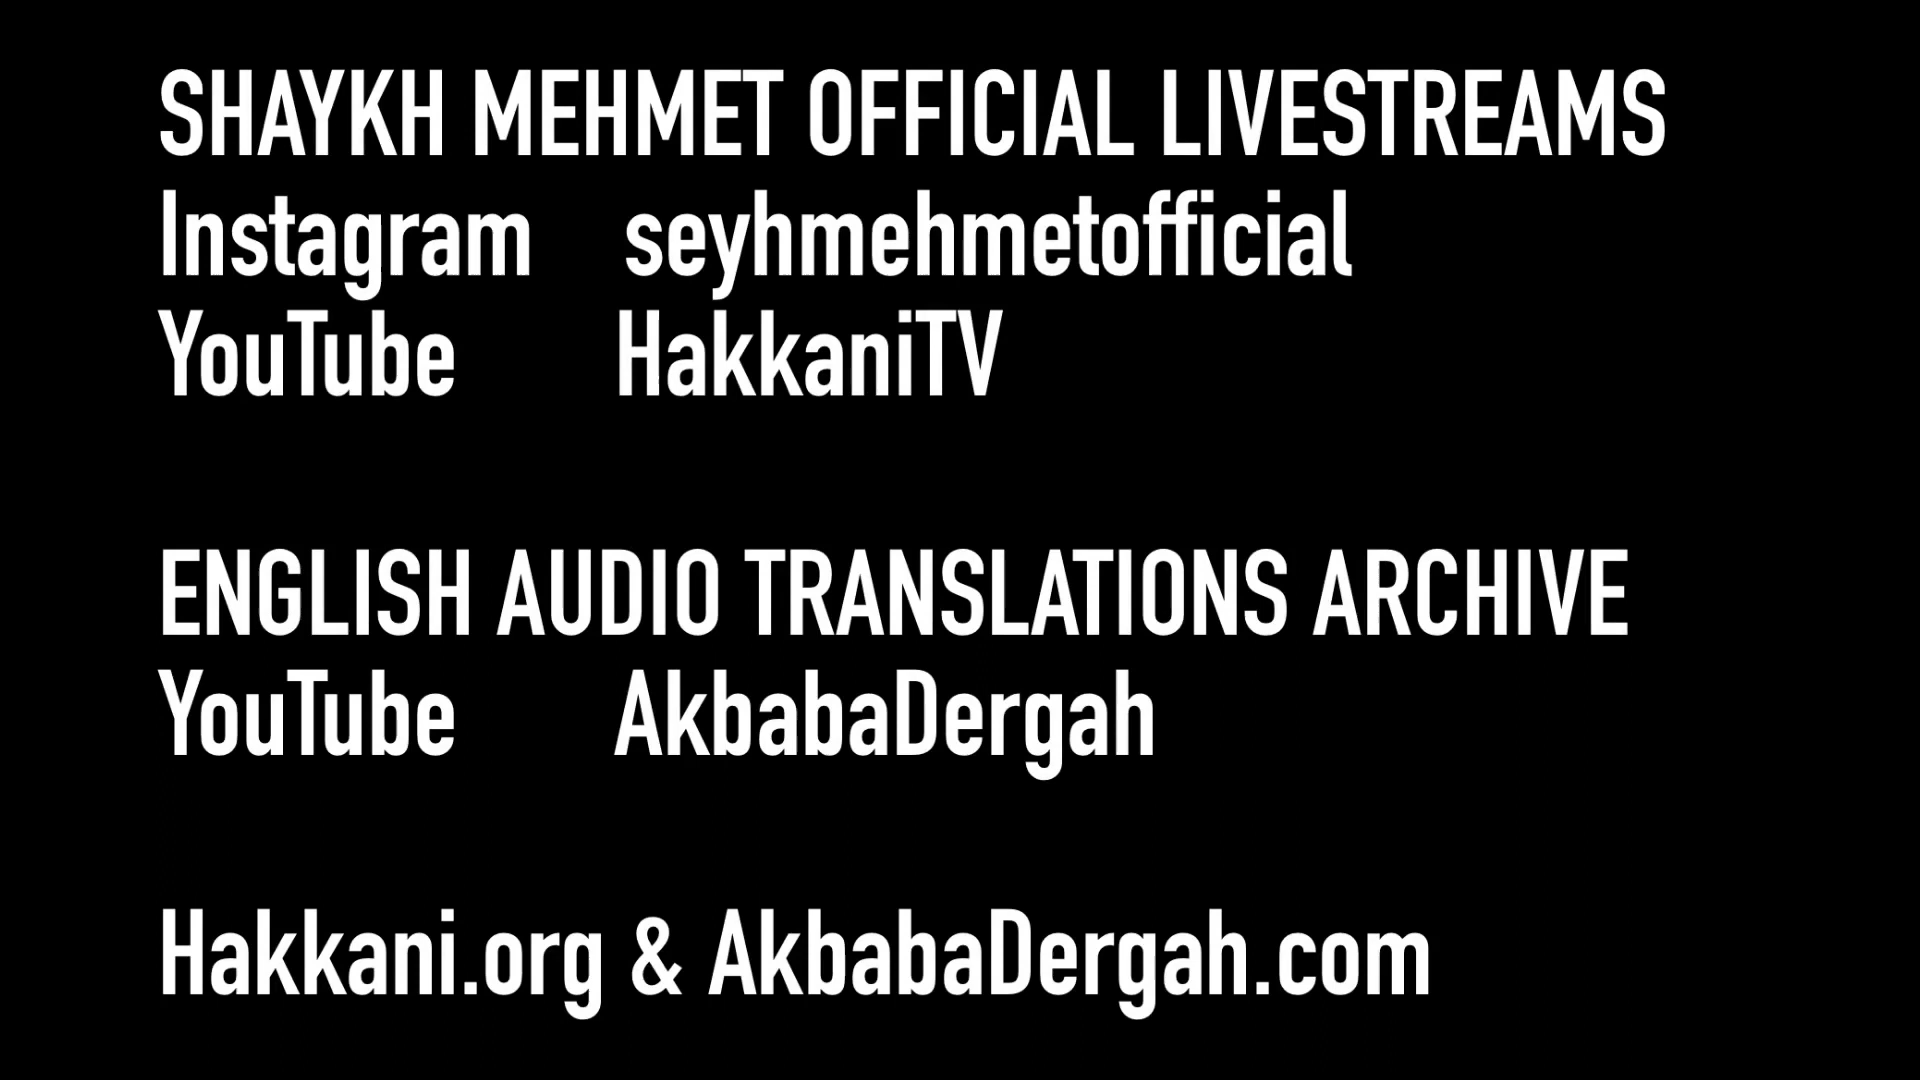 SHAYKH MEHMET OFFICIAL LIVESTREAMS
Instagram seyhmehmetofficial
YouTube HakkaniTV
ENGLISH AUDIO TRANSLATIONS ARCHIVE
YouTube AkbabaDergah
Hakkani.org & AkbabaDergah.com